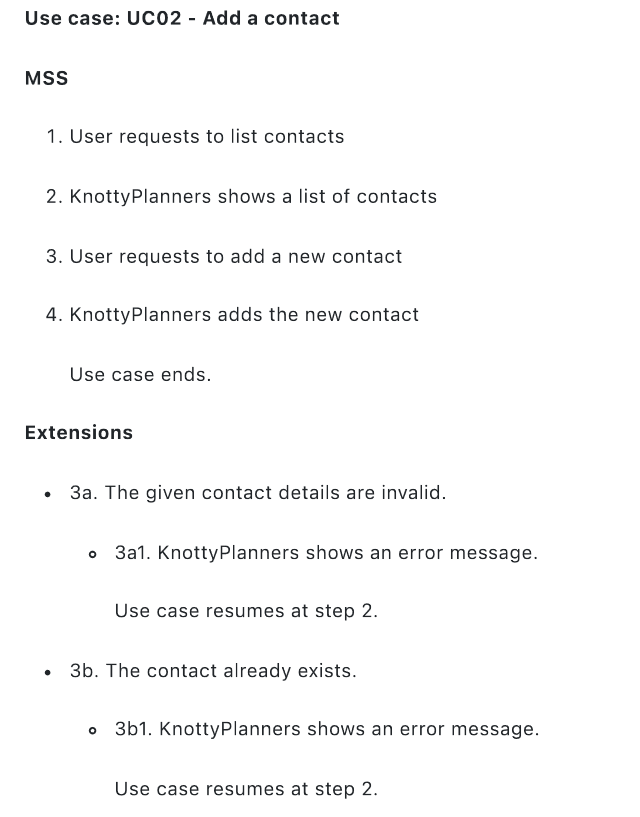 Use case: UC02 - Add a contact
MSS
1. User requests to list contacts
2. KnottyPlanners shows a list of contacts
3. User requests to add a new contact
4. KnottyPlanners adds the new contact
Use case ends.
Extensions
• 3a. The given contact details are invalid.
◦ 3a1. KnottyPlanners shows an error message.
Use case resumes at step 2.
• 3b. The contact already exists.
◦ 3b1. KnottyPlanners shows an error message.
Use case resumes at step 2.